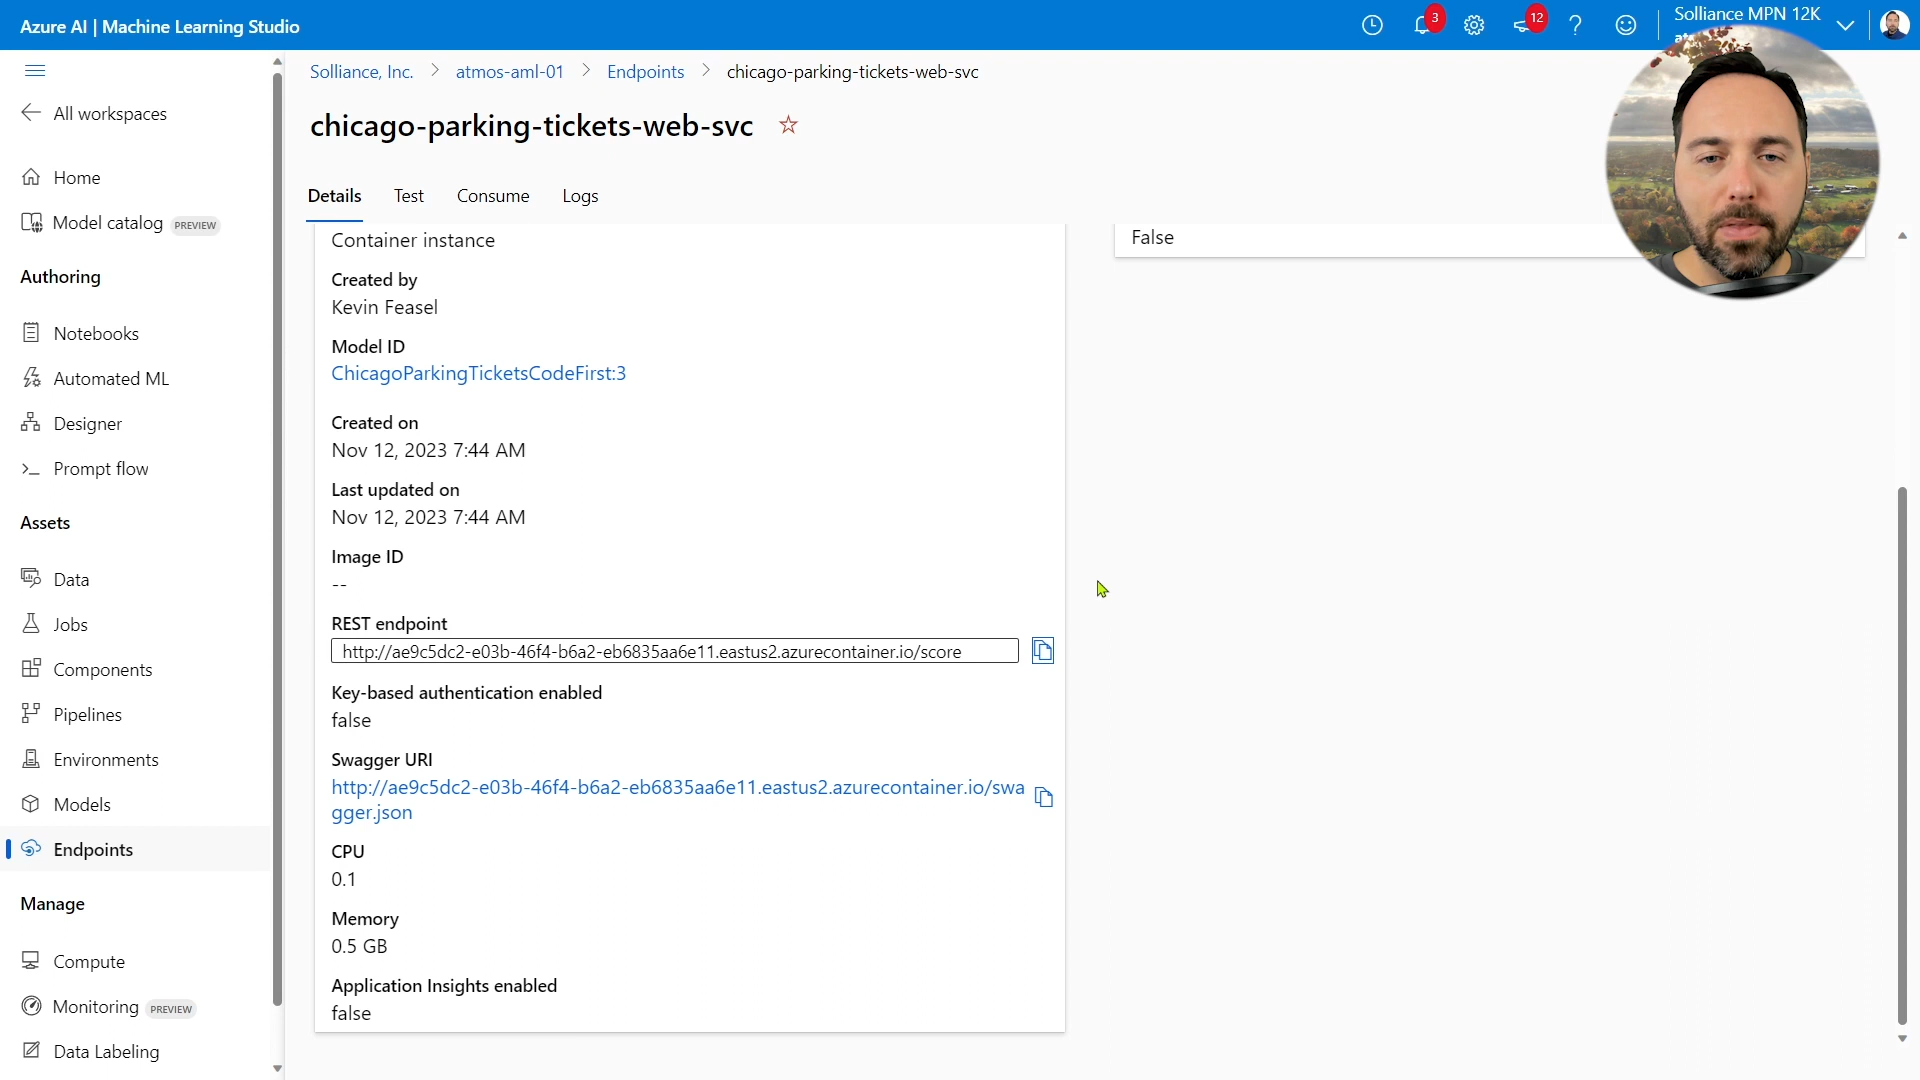 Azure AI | Machine Learning Studio
3
12
Solliance MPN 12K
All workspaces
Home
Model catalog PREVIEW
Authoring
Notebooks
Automated ML
Designer
Prompt flow
Assets
Data
Jobs
Components
Pipelines
Environments
Models
Endpoints
Manage
Compute
Monitoring PREVIEW
Data Labeling
Solliance, Inc. > atmos-aml-01 > Endpoints > chicago-parking-tickets-web-svc
chicago-parking-tickets-web-svc
Details Test Consume Logs
Container instance
Created by
Kevin Feasel
Model ID
ChicagoParkingTicketsCodeFirst:3
Created on
Nov 12, 2023 7:44 AM
Last updated on
Nov 12, 2023 7:44 AM
Image ID
--
REST endpoint
http://ae9c5dc2-e03b-46f4-b6a2-eb6835aa6e11.eastus2.azurecontainer.io/score
Key-based authentication enabled
false
Swagger URI
http://ae9c5dc2-e03b-46f4-b6a2-eb6835aa6e11.eastus2.azurecontainer.io/swa
gger.json
CPU
0.1
Memory
0.5 GB
Application Insights enabled
false
False